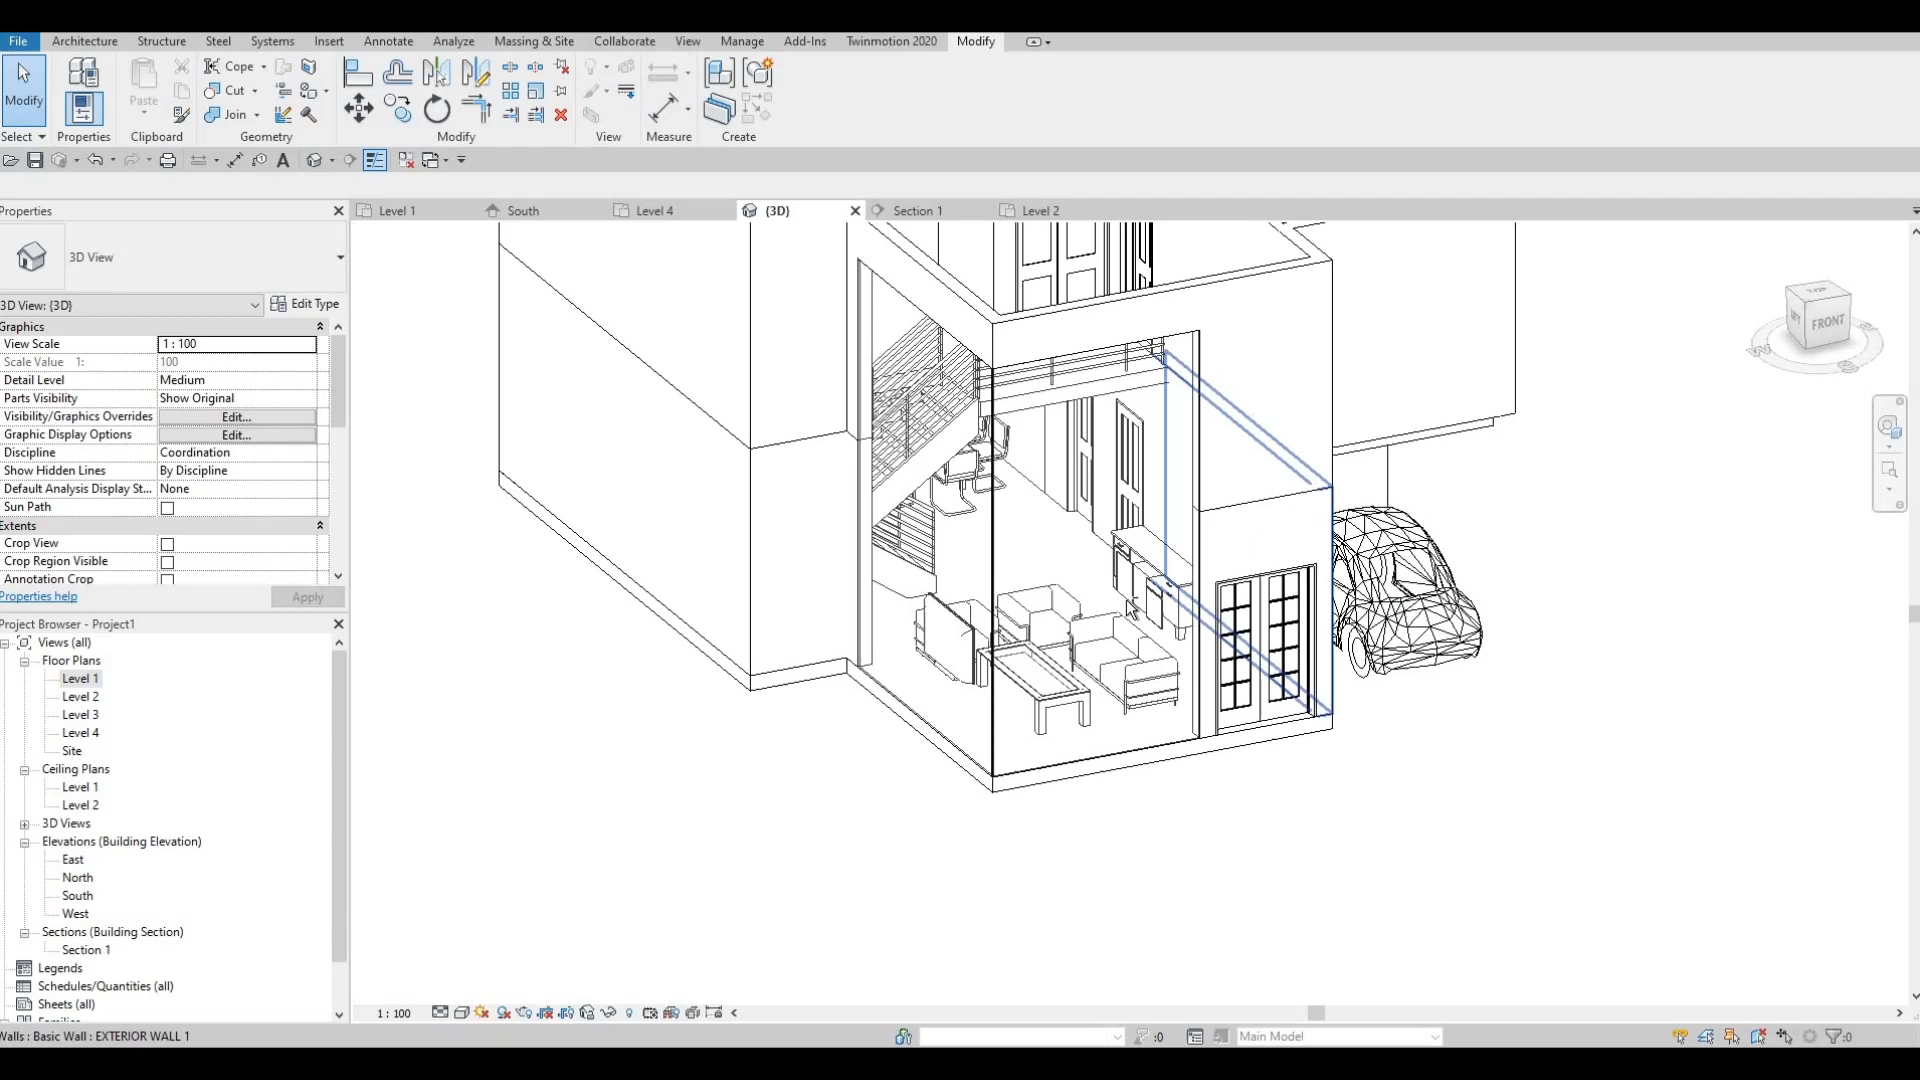 File Architecture Structure Steel Systems Insert Annotate Analyze Massing & Site Collaborate View Manage Add-Ins Twinmotion 2020 Modify
Cope
Cut
Join
Modify
Paste
Select Properties Clipboard Geometry Modify View Measure Create
A
Properties
Level 1 South Level 4 {3D} Section 1 Level 2
3D View
3D View: {3D} Edit Type
Graphics
View Scale 1 : 100
Scale Value 1: 100
Detail Level Medium
Parts Visibility Show Original
Visibility/Graphics Overrides Edit...
Graphic Display Options Edit...
Discipline Coordination
Show Hidden Lines By Discipline
Default Analysis Display St... None
Sun Path
Extents
Crop View
Crop Region Visible
Annotation Crop
Properties help Apply
Project Browser - Project1
Views (all)
Floor Plans
Level 1
Level 2
Level 3
Level 4
Site
Ceiling Plans
Level 1
Level 2
3D Views
Elevations (Building Elevation)
East
North
South
West
Sections (Building Section)
Section 1
Legends
Schedules/Quantities (all)
Sheets (all)
FRONT
W
1 : 100
Walls : Basic Wall : EXTERIOR WALL 1
:0
Main Model
:0